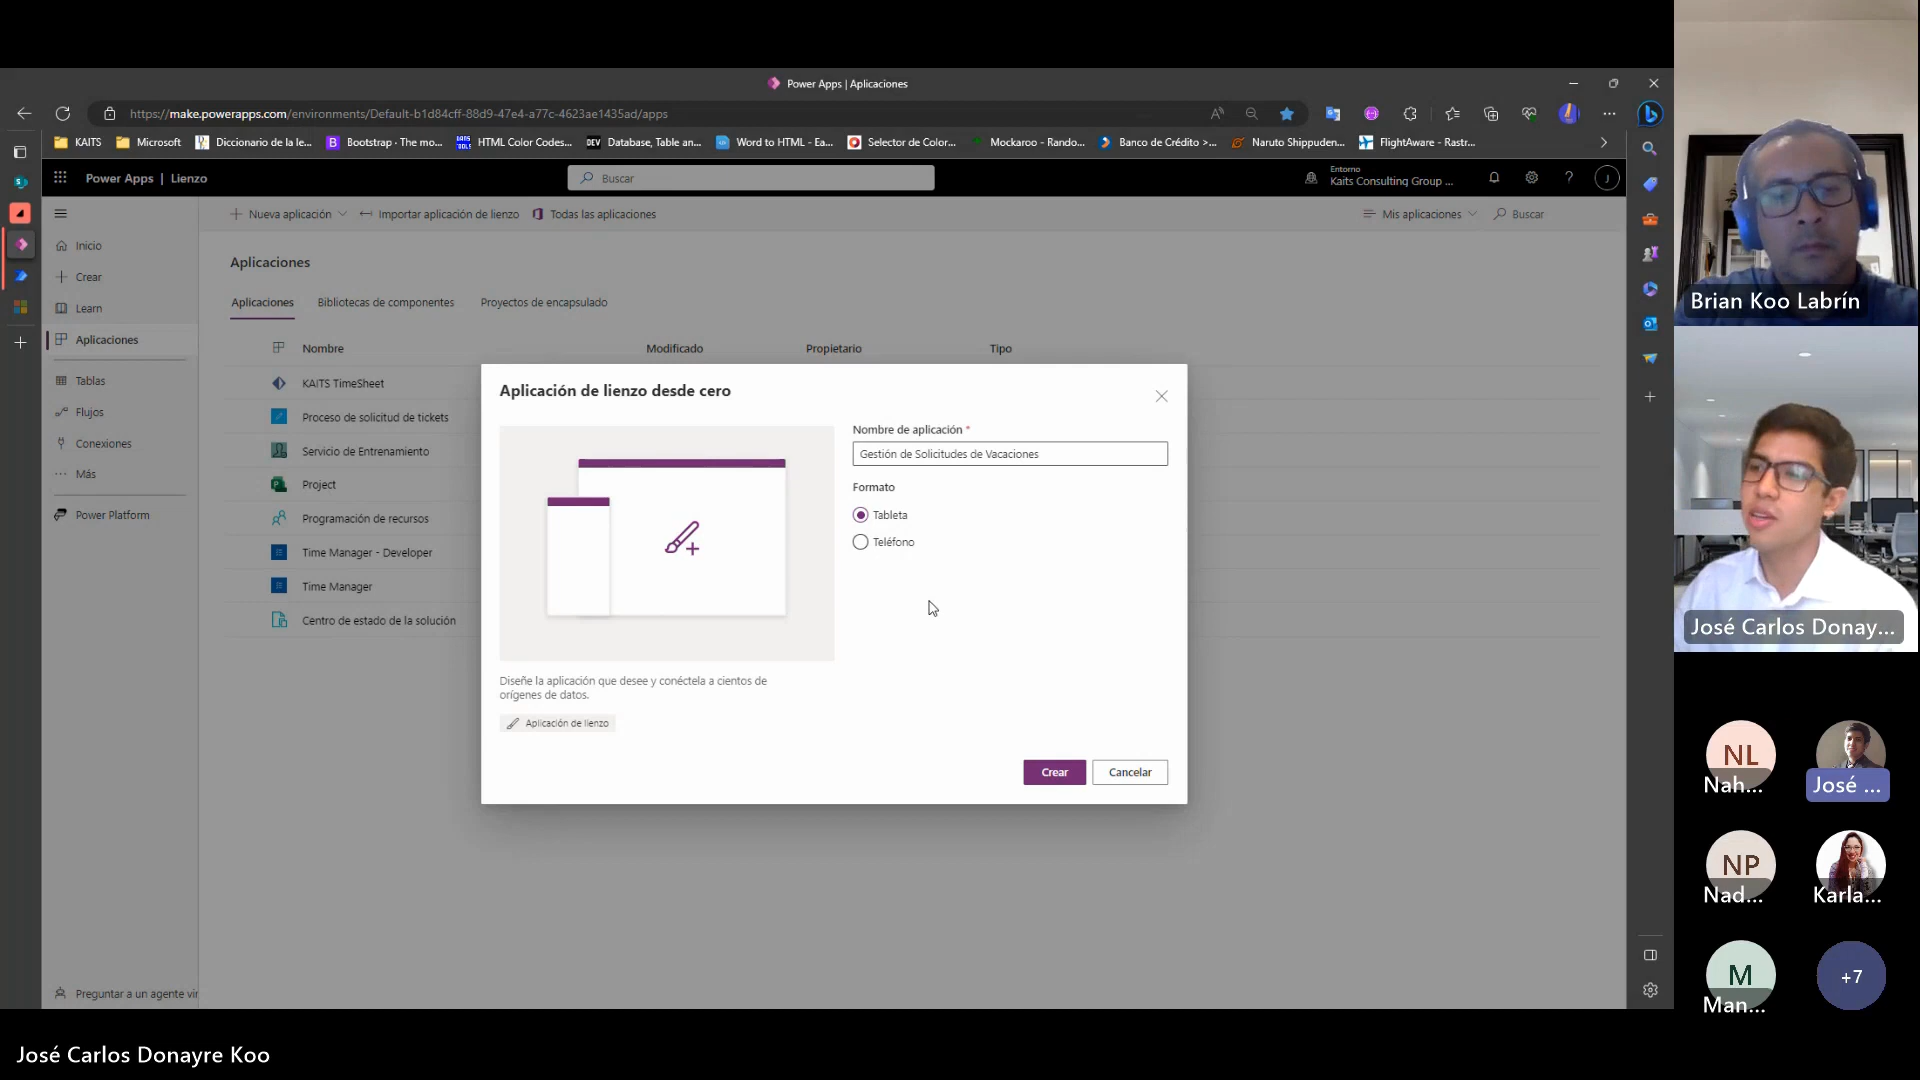 Power Apps | Aplicaciones
https://make.powerapps.com/environments/Default-b1d84cff-88d9-47e4-a77c-4623ae1435ad/apps
KAITS
Microsoft
Diccionario de la le...
Bootstrap · The mo...
HTML Color Codes...
Database, Table an...
Word to HTML - Ea...
Selector de Color...
Mockaroo - Rando...
Banco de Crédito >...
Naruto Shippuden...
FlightAware - Rastr...
Power Apps | Lienzo
Buscar
Entorno
Kaits Consulting Group ...
J
Nueva aplicación
Importar aplicación de lienzo
Todas las aplicaciones
Mis aplicaciones
Buscar
Inicio
Crear
Learn
Aplicaciones
Tablas
Flujos
Conexiones
Más
Power Platform
Preguntar a un agente vir
Aplicaciones
Aplicaciones
Bibliotecas de componentes
Proyectos de encapsulado
Nombre
Modificado
Propietario
Tipo
KAITS TimeSheet
Proceso de solicitud de tickets
Servicio de Entrenamiento
Project
Programación de recursos
Time Manager - Developer
Time Manager
Centro de estado de la solución
Aplicación de lienzo desde cero
Nombre de aplicación *
Gestión de Solicitudes de Vacaciones
Formato
Tableta
Teléfono
Diseñe la aplicación que desee y conéctela a cientos de
orígenes de datos.
Aplicación de lienzo
Crear
Cancelar
Brian Koo Labrín
José Carlos Donay...
NL
Nah...
José ...
NP
Nad...
Karla...
M
Man...
+7
José Carlos Donayre Koo